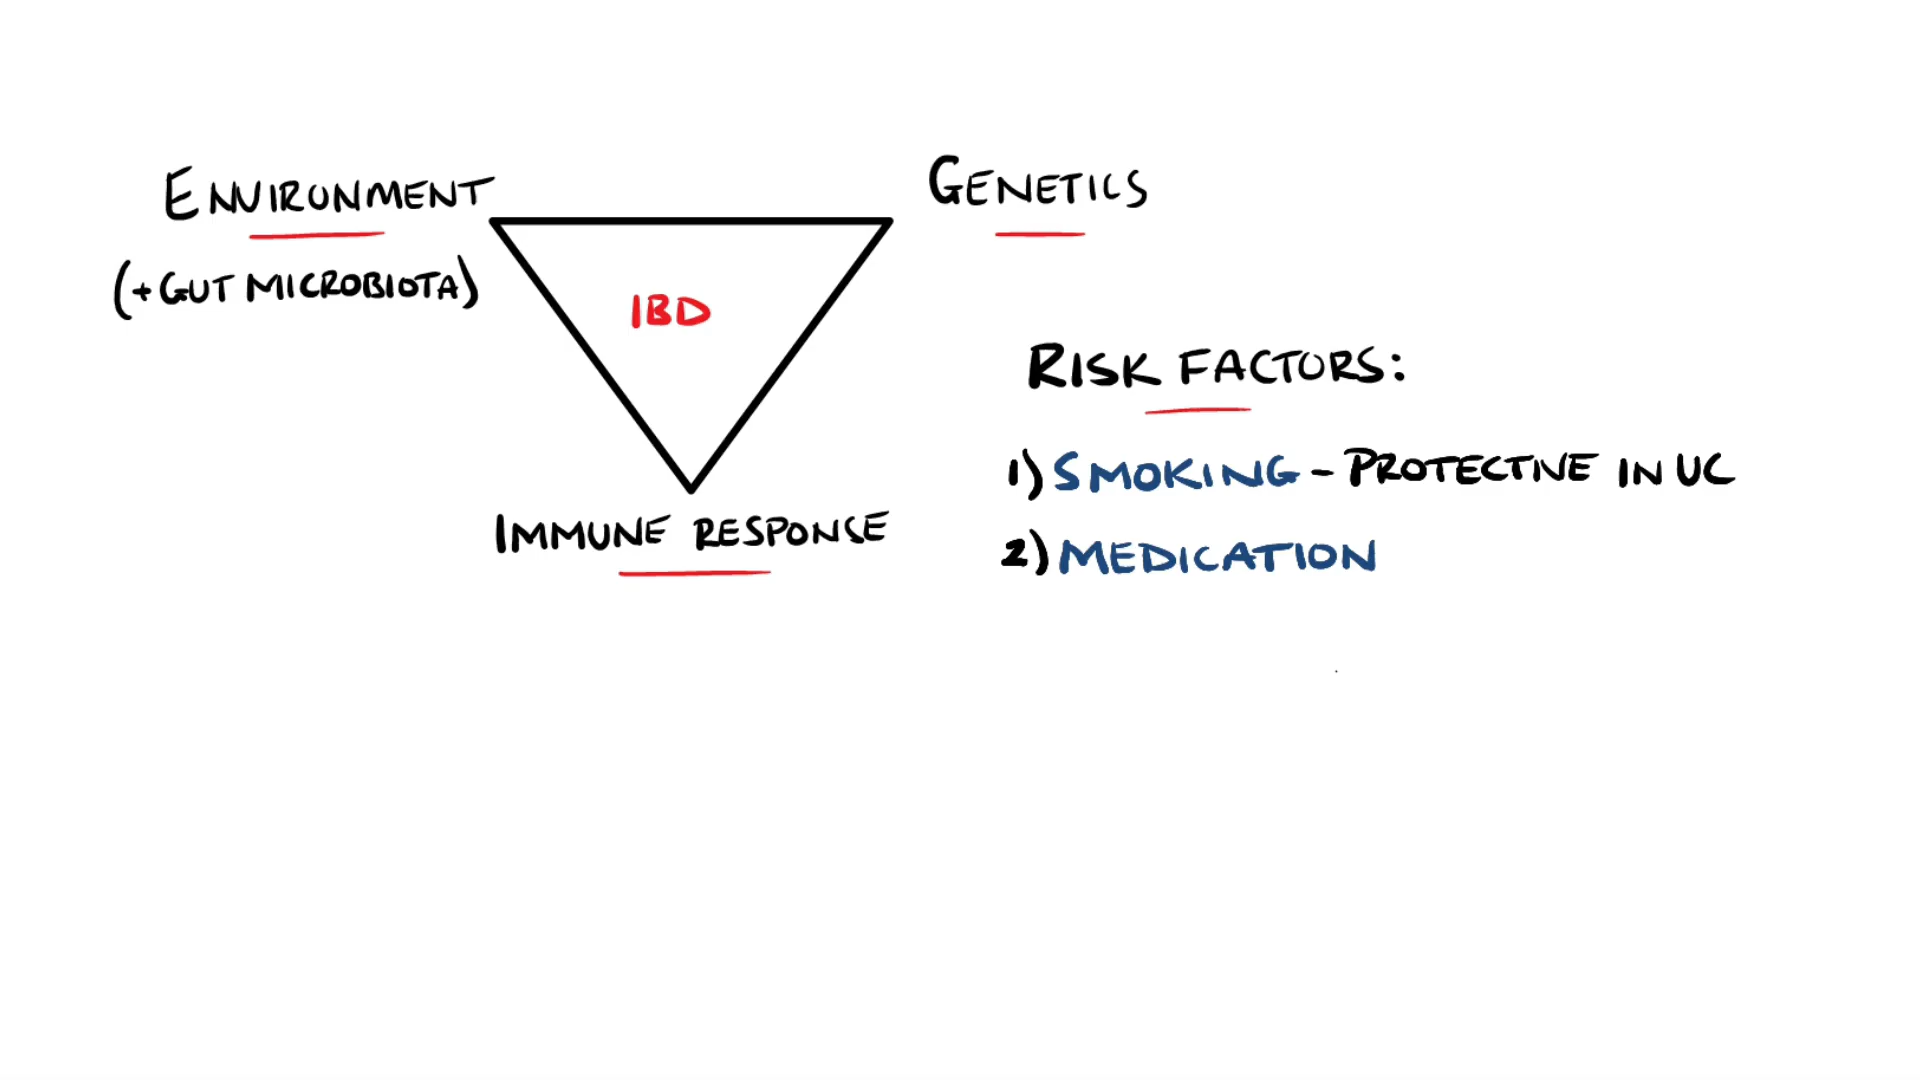 ENVIRONMENT
(+ GUT MICROBIOTA)
GENETICS
IBD
IMMUNE RESPONSE
RISK FACTORS:
1) SMOKING - PROTECTIVE IN UC
2) MEDICATION